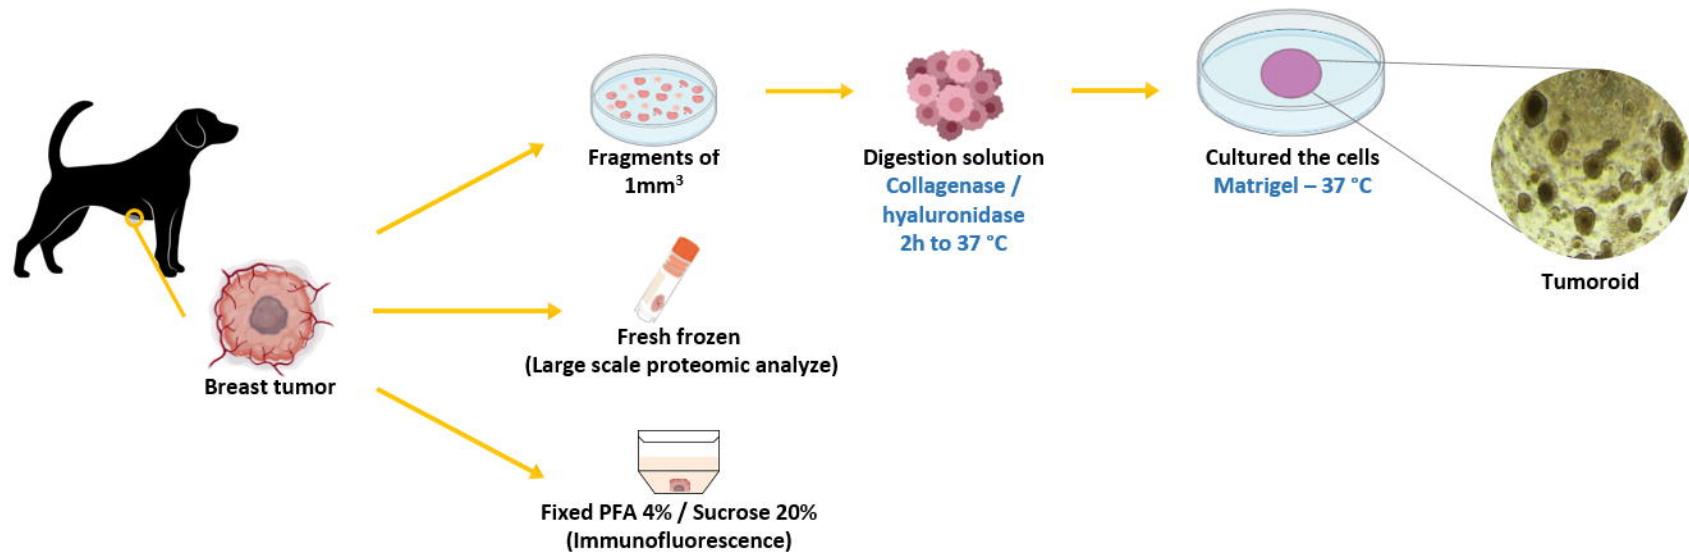 Fragments of
1mm³
Digestion solution
Collagenase /
hyaluronidase
2h to 37 °C
Cultured the cells
Matrigel – 37 °C
Tumoroid
Breast tumor
Fresh frozen
(Large scale proteomic analyze)
Fixed PFA 4% / Sucrose 20%
(Immunofluorescence)